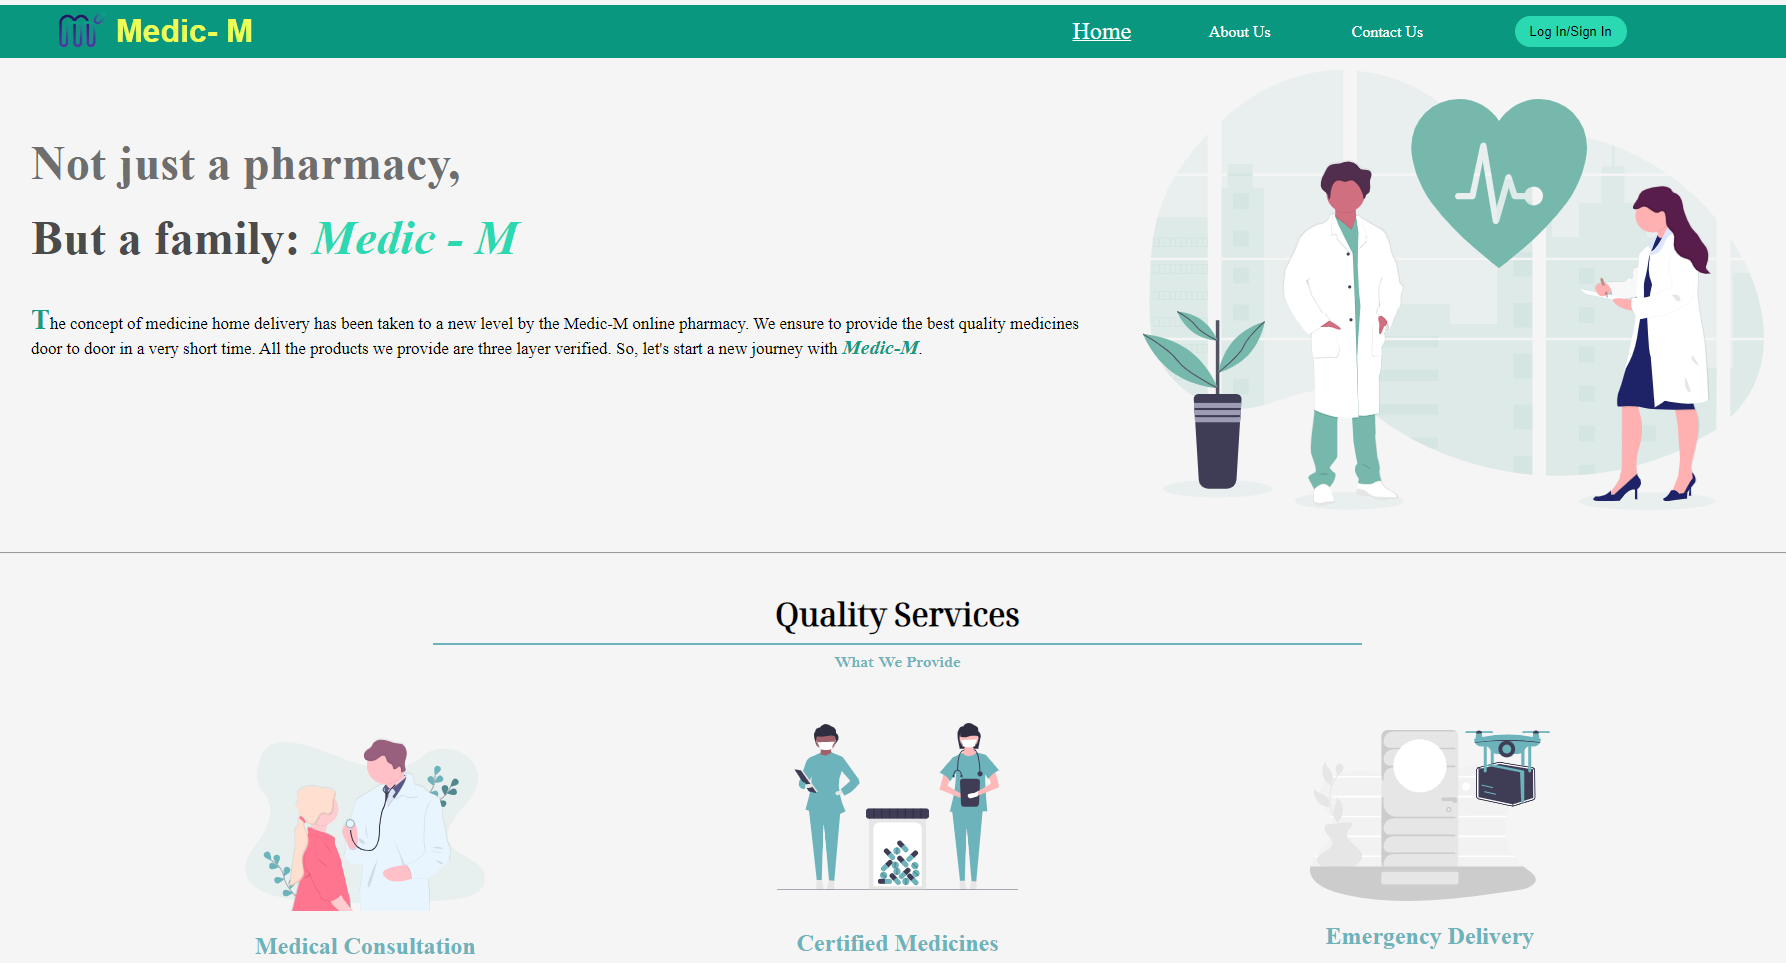 Medic- M
Home
About Us
Contact Us
Log In/Sign In
Not just a pharmacy,
But a family: Medic - M
The concept of medicine home delivery has been taken to a new level by the Medic-M online pharmacy. We ensure to provide the best quality medicines
door to door in a very short time. All the products we provide are three layer verified. So, let's start a new journey with Medic-M.
Quality Services
What We Provide
Medical Consultation
Certified Medicines
Emergency Delivery